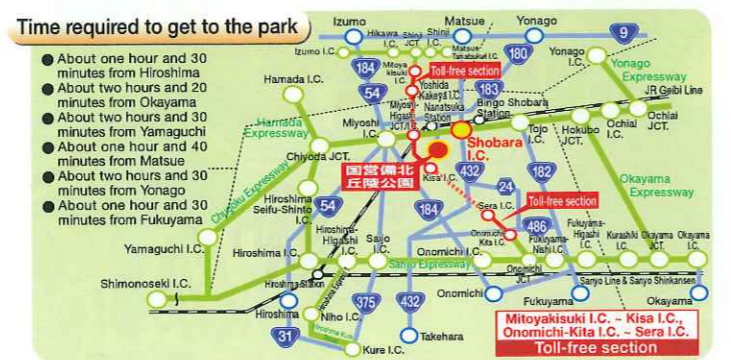 Time required to get to the park
● About one hour and 30
minutes from Hiroshima
● About two hours and 20
minutes from Okayama
● About two hours and 30
minutes from Yamaguchi
● About one hour and 40
minutes from Matsue
● About two hours and 30
minutes from Yonago
● About one hour and 30
minutes from Fukuyama
Izumo
Matsue
Yonago
9
Izumo I.C.
Hikawa
I.C.
Shinji
JCT.
Shinji
I.C.
Matsue-
Tamatsukuri I.C.
180
184
54
Mitoya
kisuki
I.C.
Toll-free section
Yoshida
Kakeya I.C.
183
Yonago
I.C.
Yonago
Expressway
JR Geibi Line
Hamada I.C.
Hamada
Expressway
Miyoshi
I.C.
Miyoshi-
Higashi
JCT/I.C.
Nanatsuka
Station
Bingo Shobara
Station
Shobara
I.C.
Tojo
I.C.
Hokubo
JCT.
Ochiai I.C.
Ochiai
JCT.
Chiyoda JCT.
Chugoku Expressway
国営備北
丘陵公園
Kisa I.C.
432
24
182
Sera I.C.
Toll-free section
Okayama
Expressway
Hiroshima
Seifu-Shinto
I.C.
54
184
486
Onomichi-
Kita I.C.
Yamaguchi I.C.
Hiroshima I.C.
Hiroshima-
Higashi
I.C.
Saijo
I.C.
Sanyo Expressway
Onomichi I.C.
Onomichi
JCT.
Fukuyama-
Nishi I.C.
Fukuyama-
Higashi
I.C.
Kurashiki
I.C.
Okayama
JCT.
Okayama
I.C.
Shimonoseki I.C.
Hiroshima Station
Sanyo Line & Sanyo Shinkansen
Hiroshima
31
Niho I.C.
375
432
Kure I.C.
Takehara
Onomichi
Fukuyama
Okayama
Mitoyakisuki I.C. ~ Kisa I.C.,
Onomichi-Kita I.C. ~ Sera I.C.
Toll-free section